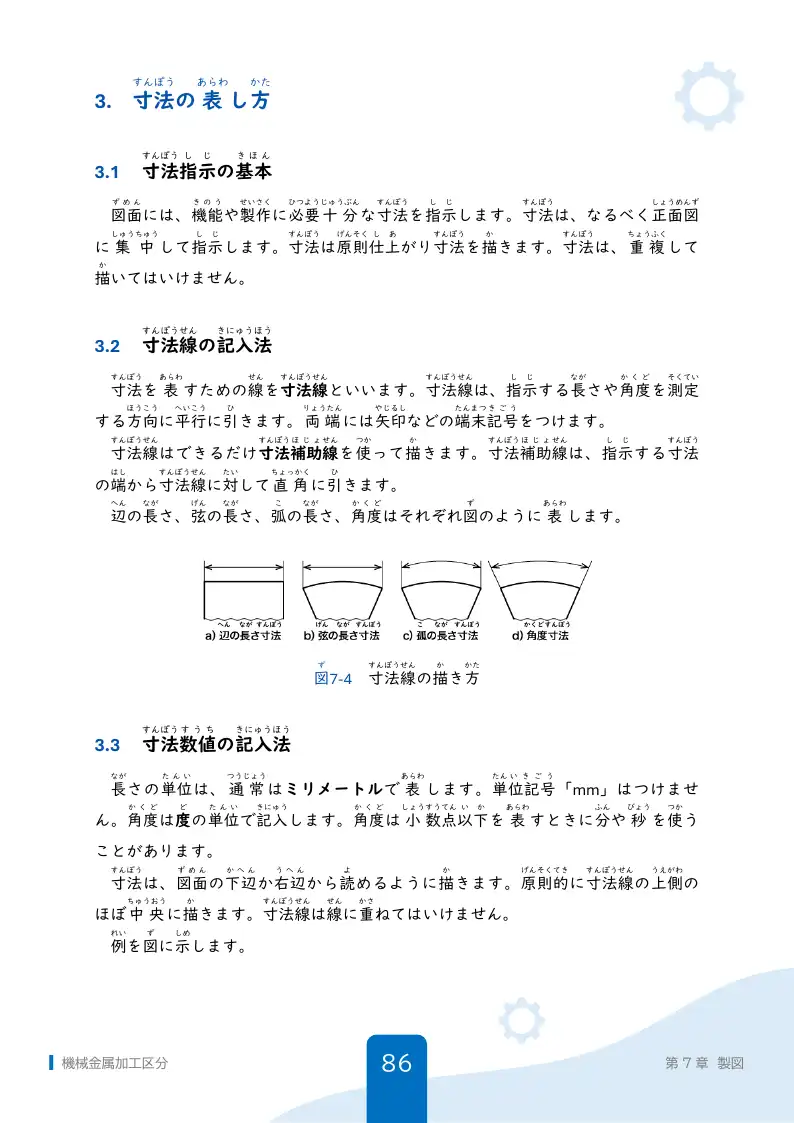 3. 寸法の表し方
3.1 寸法指示の基本
図面には、機能や製作に必要十分な寸法を指示します。寸法は、なるべく正面図
に集中して指示します。寸法は原則仕上がり寸法を描きます。寸法は、重複して
描いてはいけません。
3.2 寸法線の記入法
寸法を表すための線を寸法線といいます。寸法線は、指示する長さや角度を測定
する方向に平行に引きます。両端には矢印などの端末記号をつけます。
寸法線はできるだけ寸法補助線を使って描きます。寸法補助線は、指示する寸法
の端から寸法線に対して直角に引きます。
辺の長さ、弦の長さ、弧の長さ、角度はそれぞれ図のように表します。
a) 辺の長さ寸法 b) 弦の長さ寸法 c) 弧の長さ寸法 d) 角度寸法
図7-4 寸法線の描き方
3.3 寸法数値の記入法
長さの単位は、通常はミリメートルで表します。単位記号「mm」はつけませ
ん。角度は度の単位で記入します。角度は小数点以下を表すときに分や秒を使う
ことがあります。
寸法は、図面の下辺か右辺から読めるように描きます。原則的に寸法線の上側の
ほぼ中央に描きます。寸法線は線に重ねてはいけません。
例を図に示します。
機械金属加工区分 86 第7章 製図